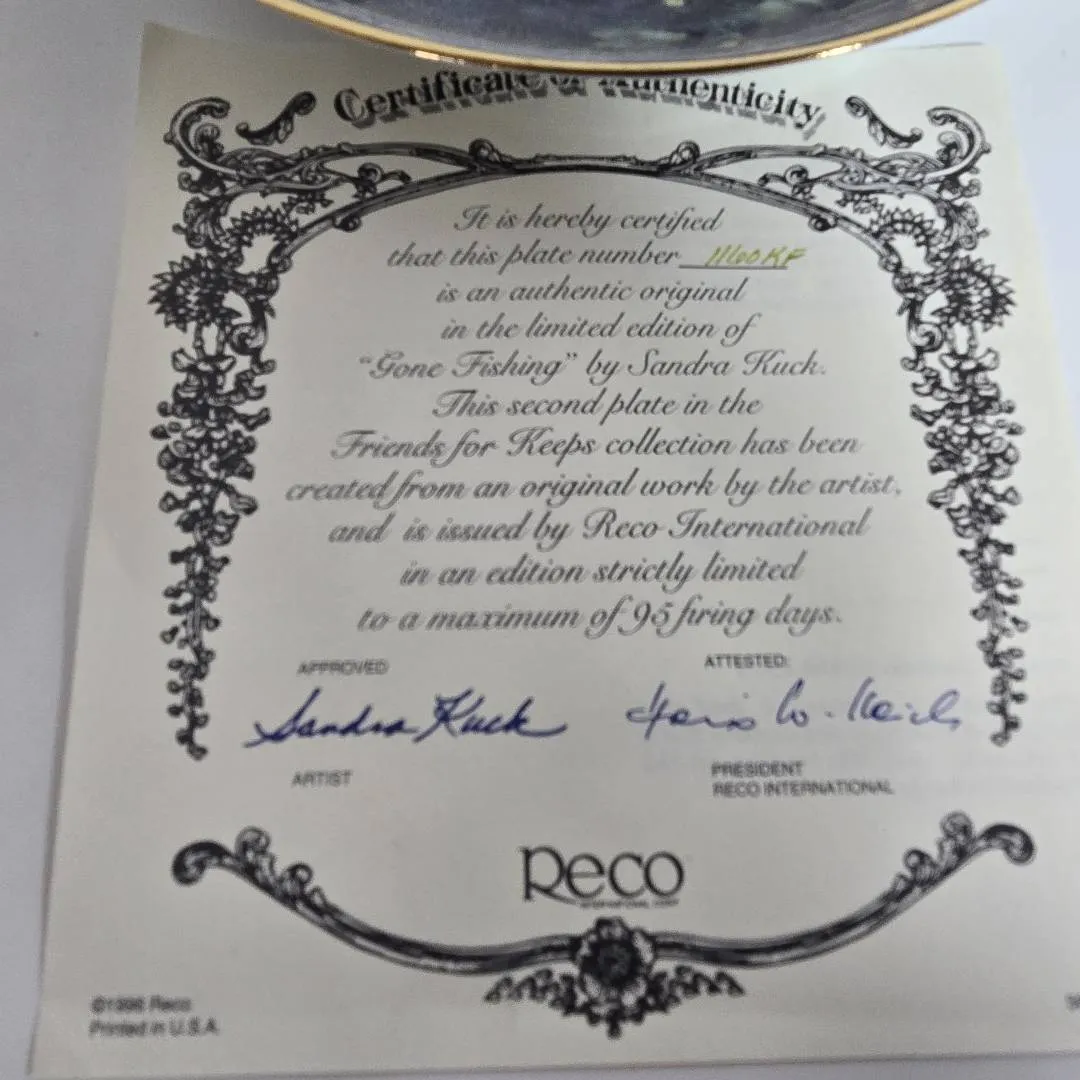 Certificate of Authenticity
It is hereby certified
that this plate number 11600KF
is an authentic original
in the limited edition of
"Gone Fishing" by Sandra Kuck.
This second plate in the
Friends for Keeps collection has been
created from an original work by the artist,
and is issued by Reco International
in an edition strictly limited
to a maximum of 95 firing days.
APPROVED
ATTESTED:
Sandra Kuck
ARTIST
PRESIDENT
RECO INTERNATIONAL
Reco
©1996 Reco
Printed in U.S.A.